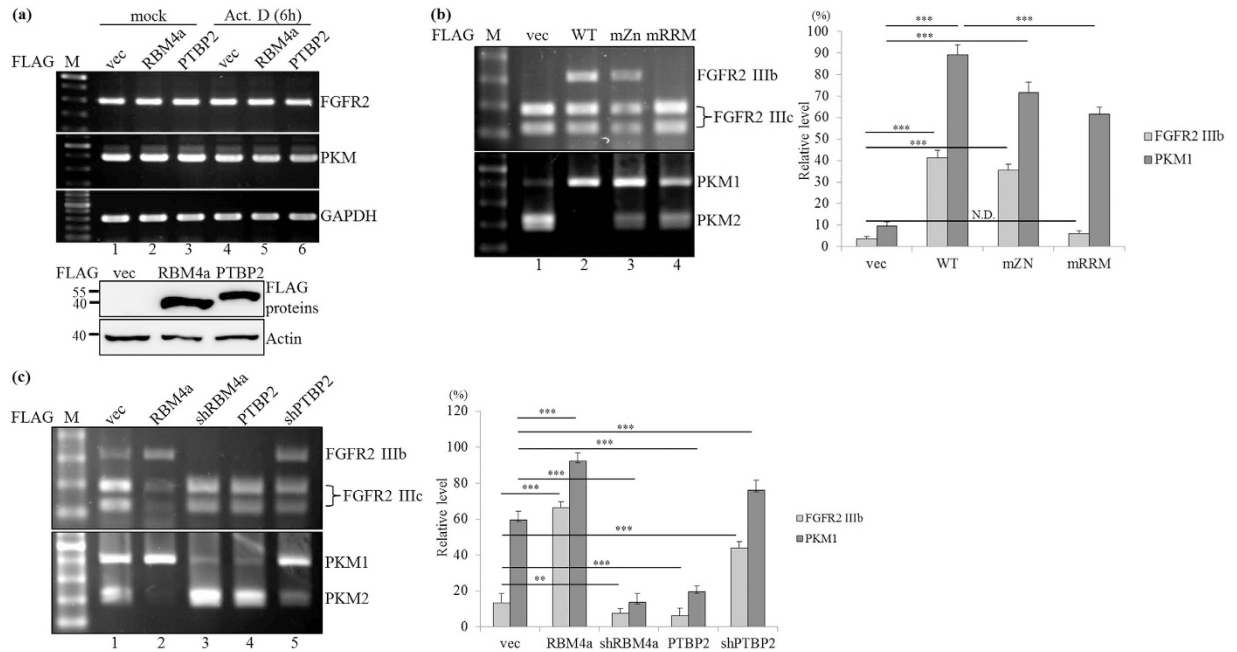 (a)
mock Act. D (6h)
FLAG M vec RBM4a PTBP2 vec RBM4a PTBP2
FGFR2
PKM
GAPDH
1 2 3 4 5 6
FLAG vec RBM4a PTBP2
55
40
FLAG
proteins
40
Actin
(b)
FLAG M vec WT mZn mRRM
FGFR2 IIIb
FGFR2 IIIc
PKM1
PKM2
1 2 3 4
(%)
Relative level
100
90
80
70
60
50
40
30
20
10
0
*** ***
***
***
***
N.D.
vec WT mZN mRRM
FGFR2 IIIb
PKM1
(c)
FLAG M vec RBM4a shRBM4a PTBP2 shPTBP2
FGFR2 IIIb
FGFR2 IIIc
PKM1
PKM2
1 2 3 4 5
(%)
Relative level
120
100
80
60
40
20
0
***
***
***
***
***
***
***
**
vec RBM4a shRBM4a PTBP2 shPTBP2
FGFR2 IIIb
PKM1